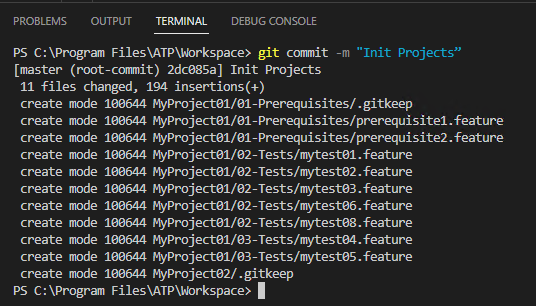 PROBLEMS OUTPUT TERMINAL DEBUG CONSOLE
PS C:\Program Files\ATP\Workspace> git commit -m "Init Projects”
[master (root-commit) 2dc085a] Init Projects
11 files changed, 194 insertions(+)
create mode 100644 MyProject01/01-Prerequisites/.gitkeep
create mode 100644 MyProject01/01-Prerequisites/prerequisite1.feature
create mode 100644 MyProject01/01-Prerequisites/prerequisite2.feature
create mode 100644 MyProject01/02-Tests/mytest01.feature
create mode 100644 MyProject01/02-Tests/mytest02.feature
create mode 100644 MyProject01/02-Tests/mytest03.feature
create mode 100644 MyProject01/02-Tests/mytest06.feature
create mode 100644 MyProject01/02-Tests/mytest08.feature
create mode 100644 MyProject01/03-Tests/mytest04.feature
create mode 100644 MyProject01/03-Tests/mytest05.feature
create mode 100644 MyProject02/.gitkeep
PS C:\Program Files\ATP\Workspace>